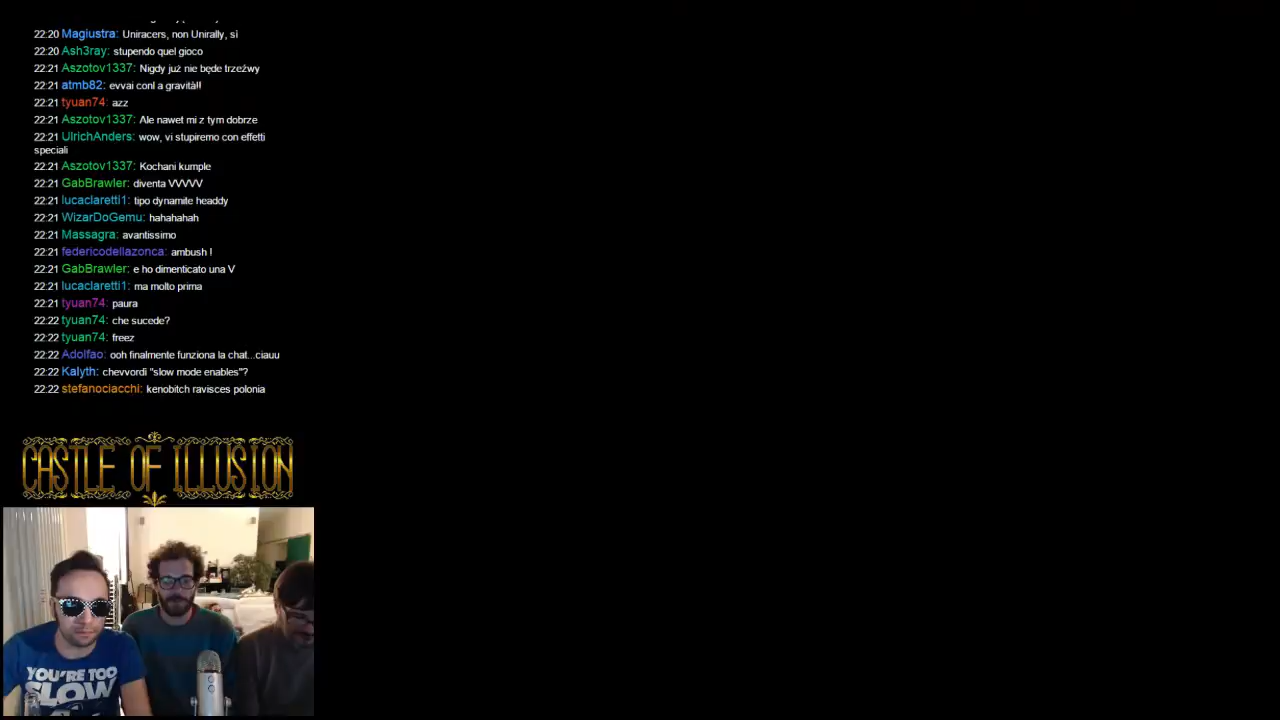 22:20 Magiustra: Uniracers, non Unirally, sì
22:20 Ash3ray: stupendo quel gioco
22:21 Aszotov1337: Nigdy już nie będe trzeźwy
22:21 atmb82: evvai conl a gravità!!
22:21 tyuan74: azz
22:21 Aszotov1337: Ale nawet mi z tym dobrze
22:21 UlrichAnders: wow, vi stupiremo con effetti
speciali
22:21 Aszotov1337: Kochani kumple
22:21 GabBrawler: diventa VVVVV
22:21 lucaclaretti1: tipo dynamite headdy
22:21 WizarDoGemu: hahahahah
22:21 Massagra: avantissimo
22:21 federicodellazonca: ambush !
22:21 GabBrawler: e ho dimenticato una V
22:21 lucaclaretti1: ma molto prima
22:21 tyuan74: paura
22:22 tyuan74: che sucede?
22:22 tyuan74: freez
22:22 Adolfao: ooh finalmente funziona la chat...ciauu
22:22 Kalyth: chevvordì "slow mode enables"?
22:22 stefanociacchi: kenobitch ravisces polonia
CASTLE OF ILLUSION
YOU'RE TOO
SLOW